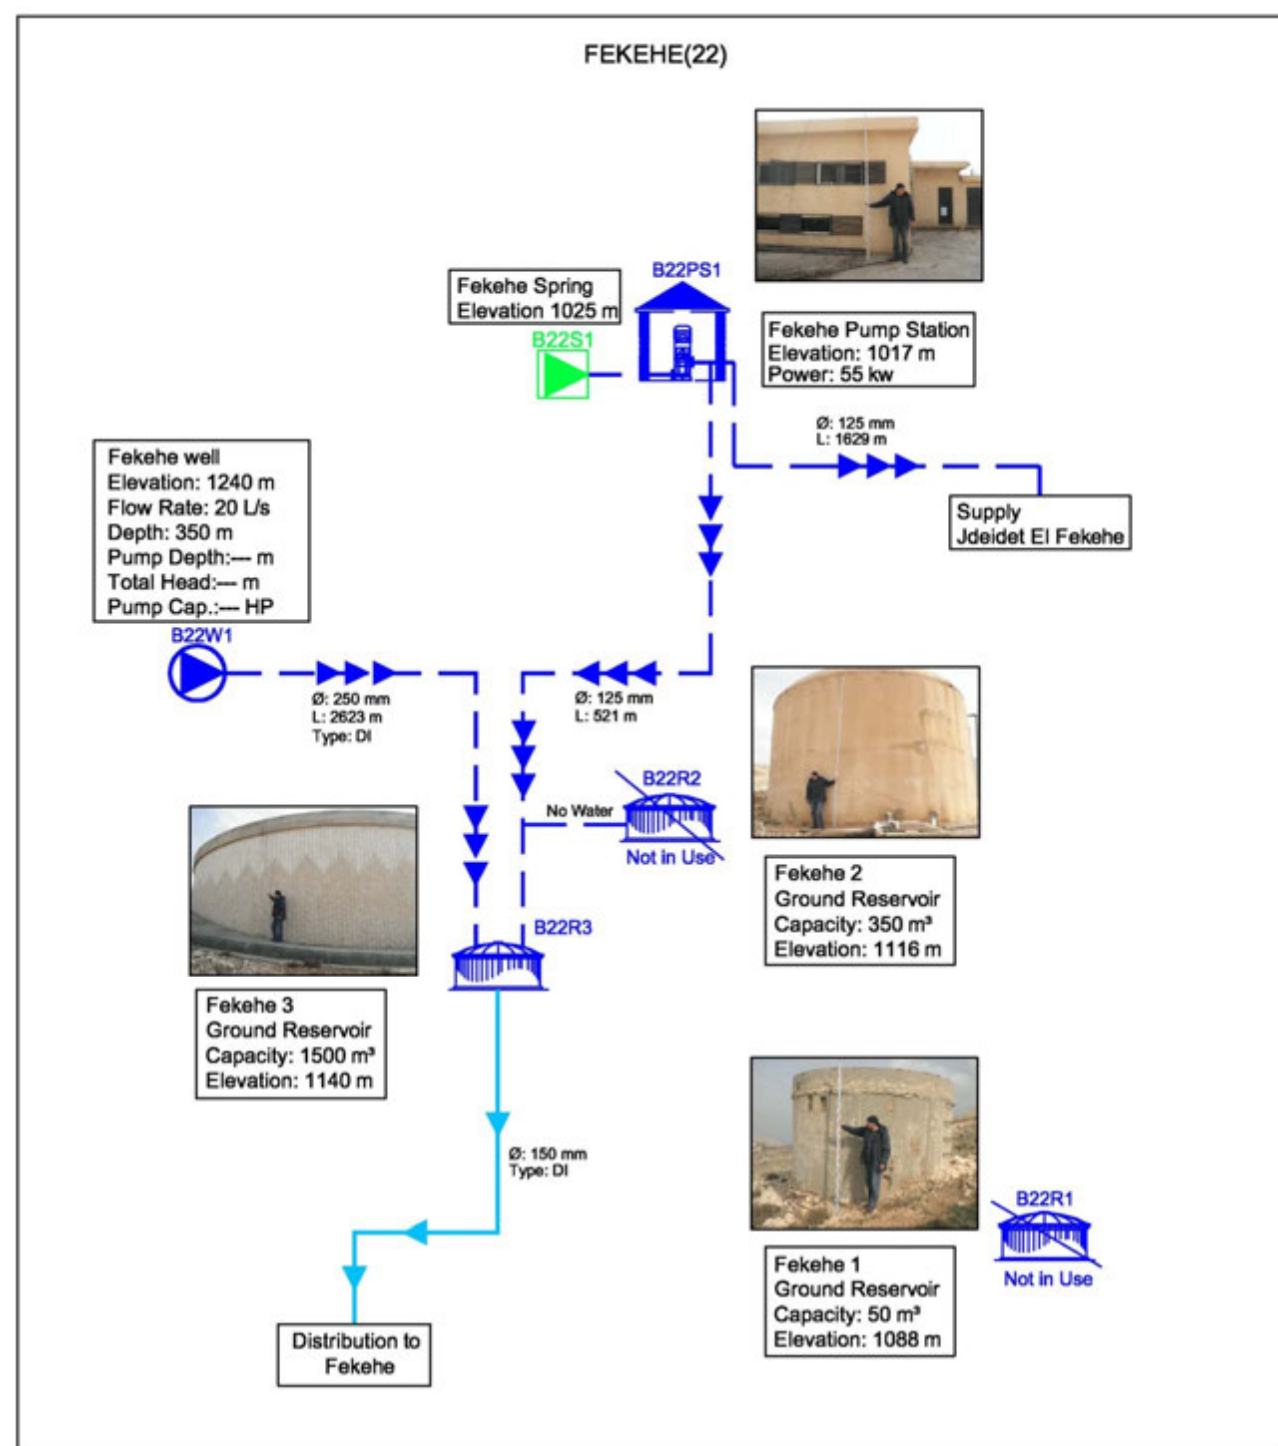 FEKEHE(22)
B22PS1
Fekehe Spring
Elevation 1025 m
B22S1
Fekehe Pump Station
Elevation: 1017 m
Power: 55 kw
Ø: 125 mm
L: 1629 m
Supply
Jdeidet El Fekehe
Fekehe well
Elevation: 1240 m
Flow Rate: 20 L/s
Depth: 350 m
Pump Depth:--- m
Total Head:--- m
Pump Cap.:--- HP
B22W1
Ø: 250 mm
L: 2623 m
Type: DI
Ø: 125 mm
L: 521 m
B22R2
No Water
Not in Use
Fekehe 2
Ground Reservoir
Capacity: 350 m³
Elevation: 1116 m
B22R3
Fekehe 3
Ground Reservoir
Capacity: 1500 m³
Elevation: 1140 m
Ø: 150 mm
Type: DI
B22R1
Not in Use
Fekehe 1
Ground Reservoir
Capacity: 50 m³
Elevation: 1088 m
Distribution to
Fekehe